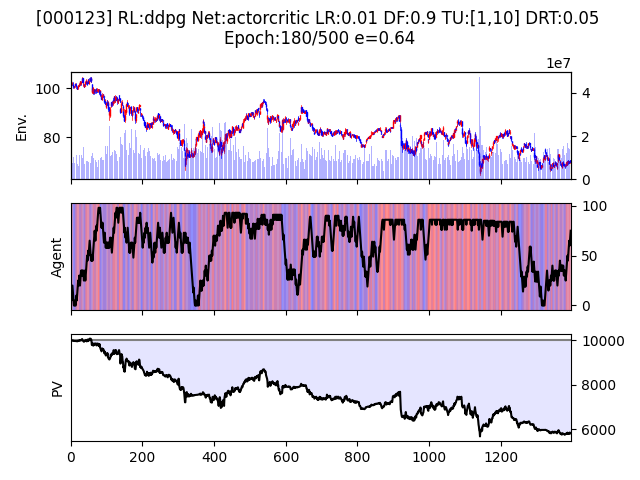 [000123] RL:ddpg Net:actorcritic LR:0.01 DF:0.9 TU:[1,10] DRT:0.05
Epoch:180/500 e=0.64
1e7
100
80
Env.
4
2
0
Agent
100
50
0
PV
10000
8000
6000
0 200 400 600 800 1000 1200